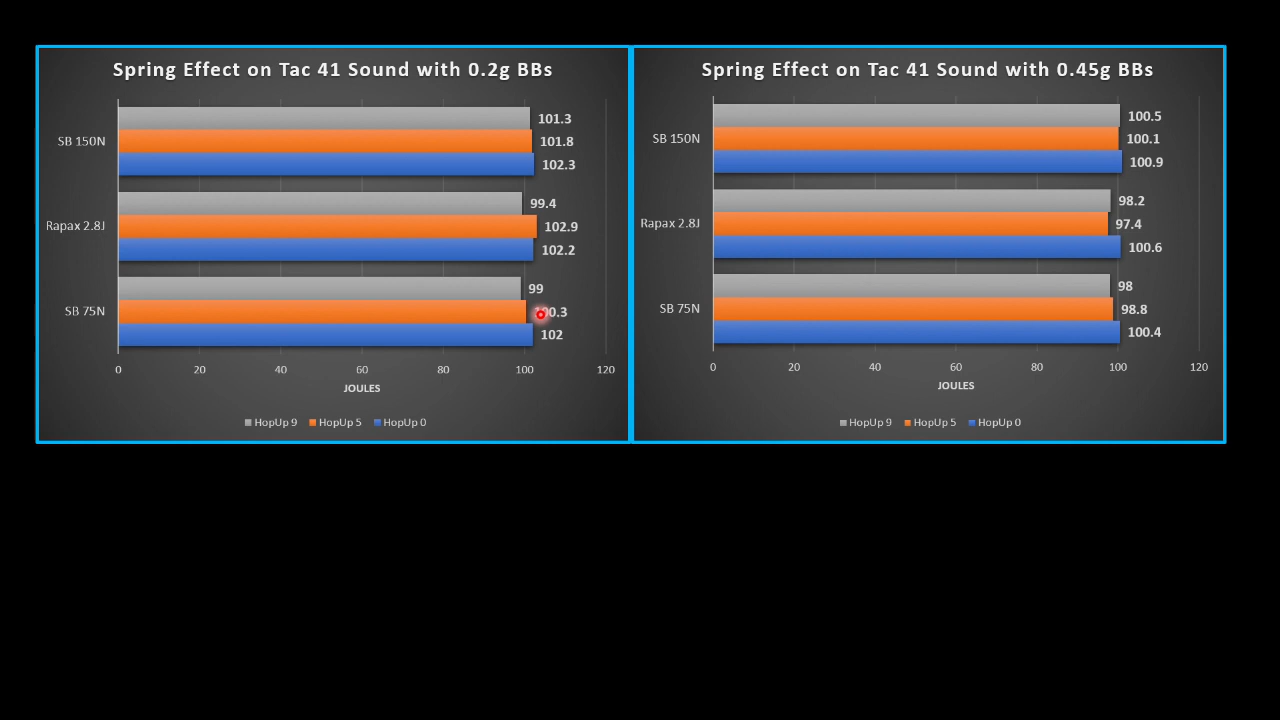 Spring Effect on Tac 41 Sound with 0.2g BBs
SB 150N
101.3
101.8
102.3
Rapax 2.8J
99.4
102.9
102.2
SB 75N
99
102
0 20 40 60 80 100 120
JOULES
HopUp 9 HopUp 5 HopUp 0
Spring Effect on Tac 41 Sound with 0.45g BBs
SB 150N
100.5
100.1
100.9
Rapax 2.8J
98.2
97.4
100.6
SB 75N
98
98.8
100.4
0 20 40 60 80 100 120
JOULES
HopUp 9 HopUp 5 HopUp 0